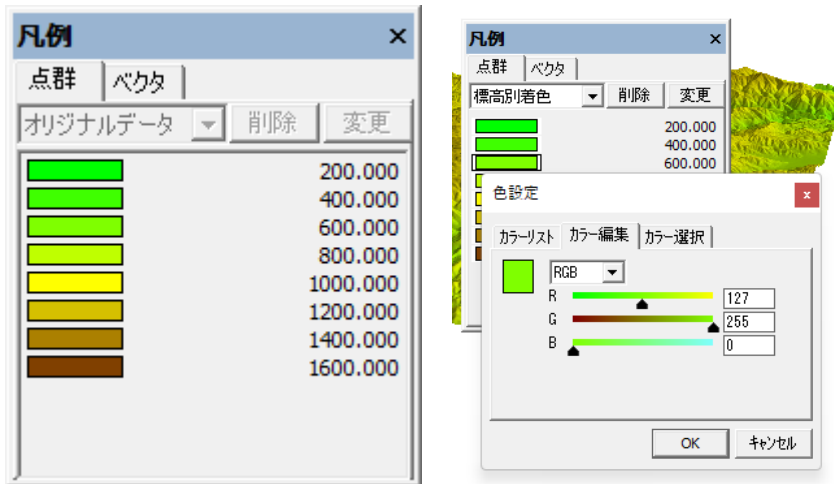 凡例 ×
点群 ベクタ
オリジナルデータ 削除 変更
200.000
400.000
600.000
800.000
1000.000
1200.000
1400.000
1600.000
凡例 ×
点群 ベクタ
標高別着色 削除 変更
200.000
400.000
600.000
色設定 x
カラーリスト カラー編集 カラー選択
RGB
R 127
G 255
B 0
OK キャンセル